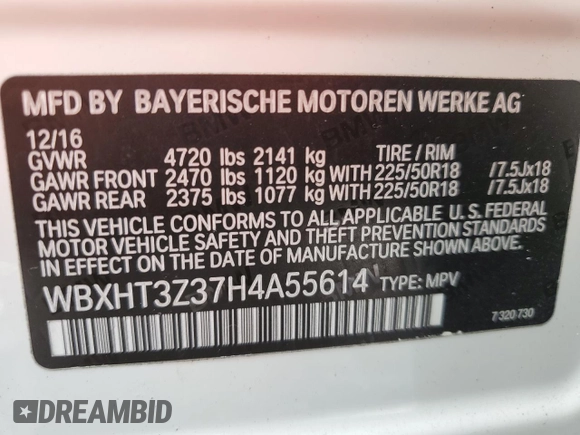 MFD BY BAYERISCHE MOTOREN WERKE AG
12/16
GVWR 4720 lbs 2141 kg TIRE / RIM
GAWR FRONT 2470 lbs 1120 kg WITH 225/50R18 /7.5Jx18
GAWR REAR 2375 lbs 1077 kg WITH 225/50R18 /7.5Jx18
THIS VEHICLE CONFORMS TO ALL APPLICABLE U.S. FEDERAL
MOTOR VEHICLE SAFETY AND THEFT PREVENTION STANDARDS
IN EFFECT ON THE DATE OF MANUFACTURE SHOWN ABOVE.
WBXHT3Z37H4A55614 TYPE: MPV
7 320 730
DREAMBID